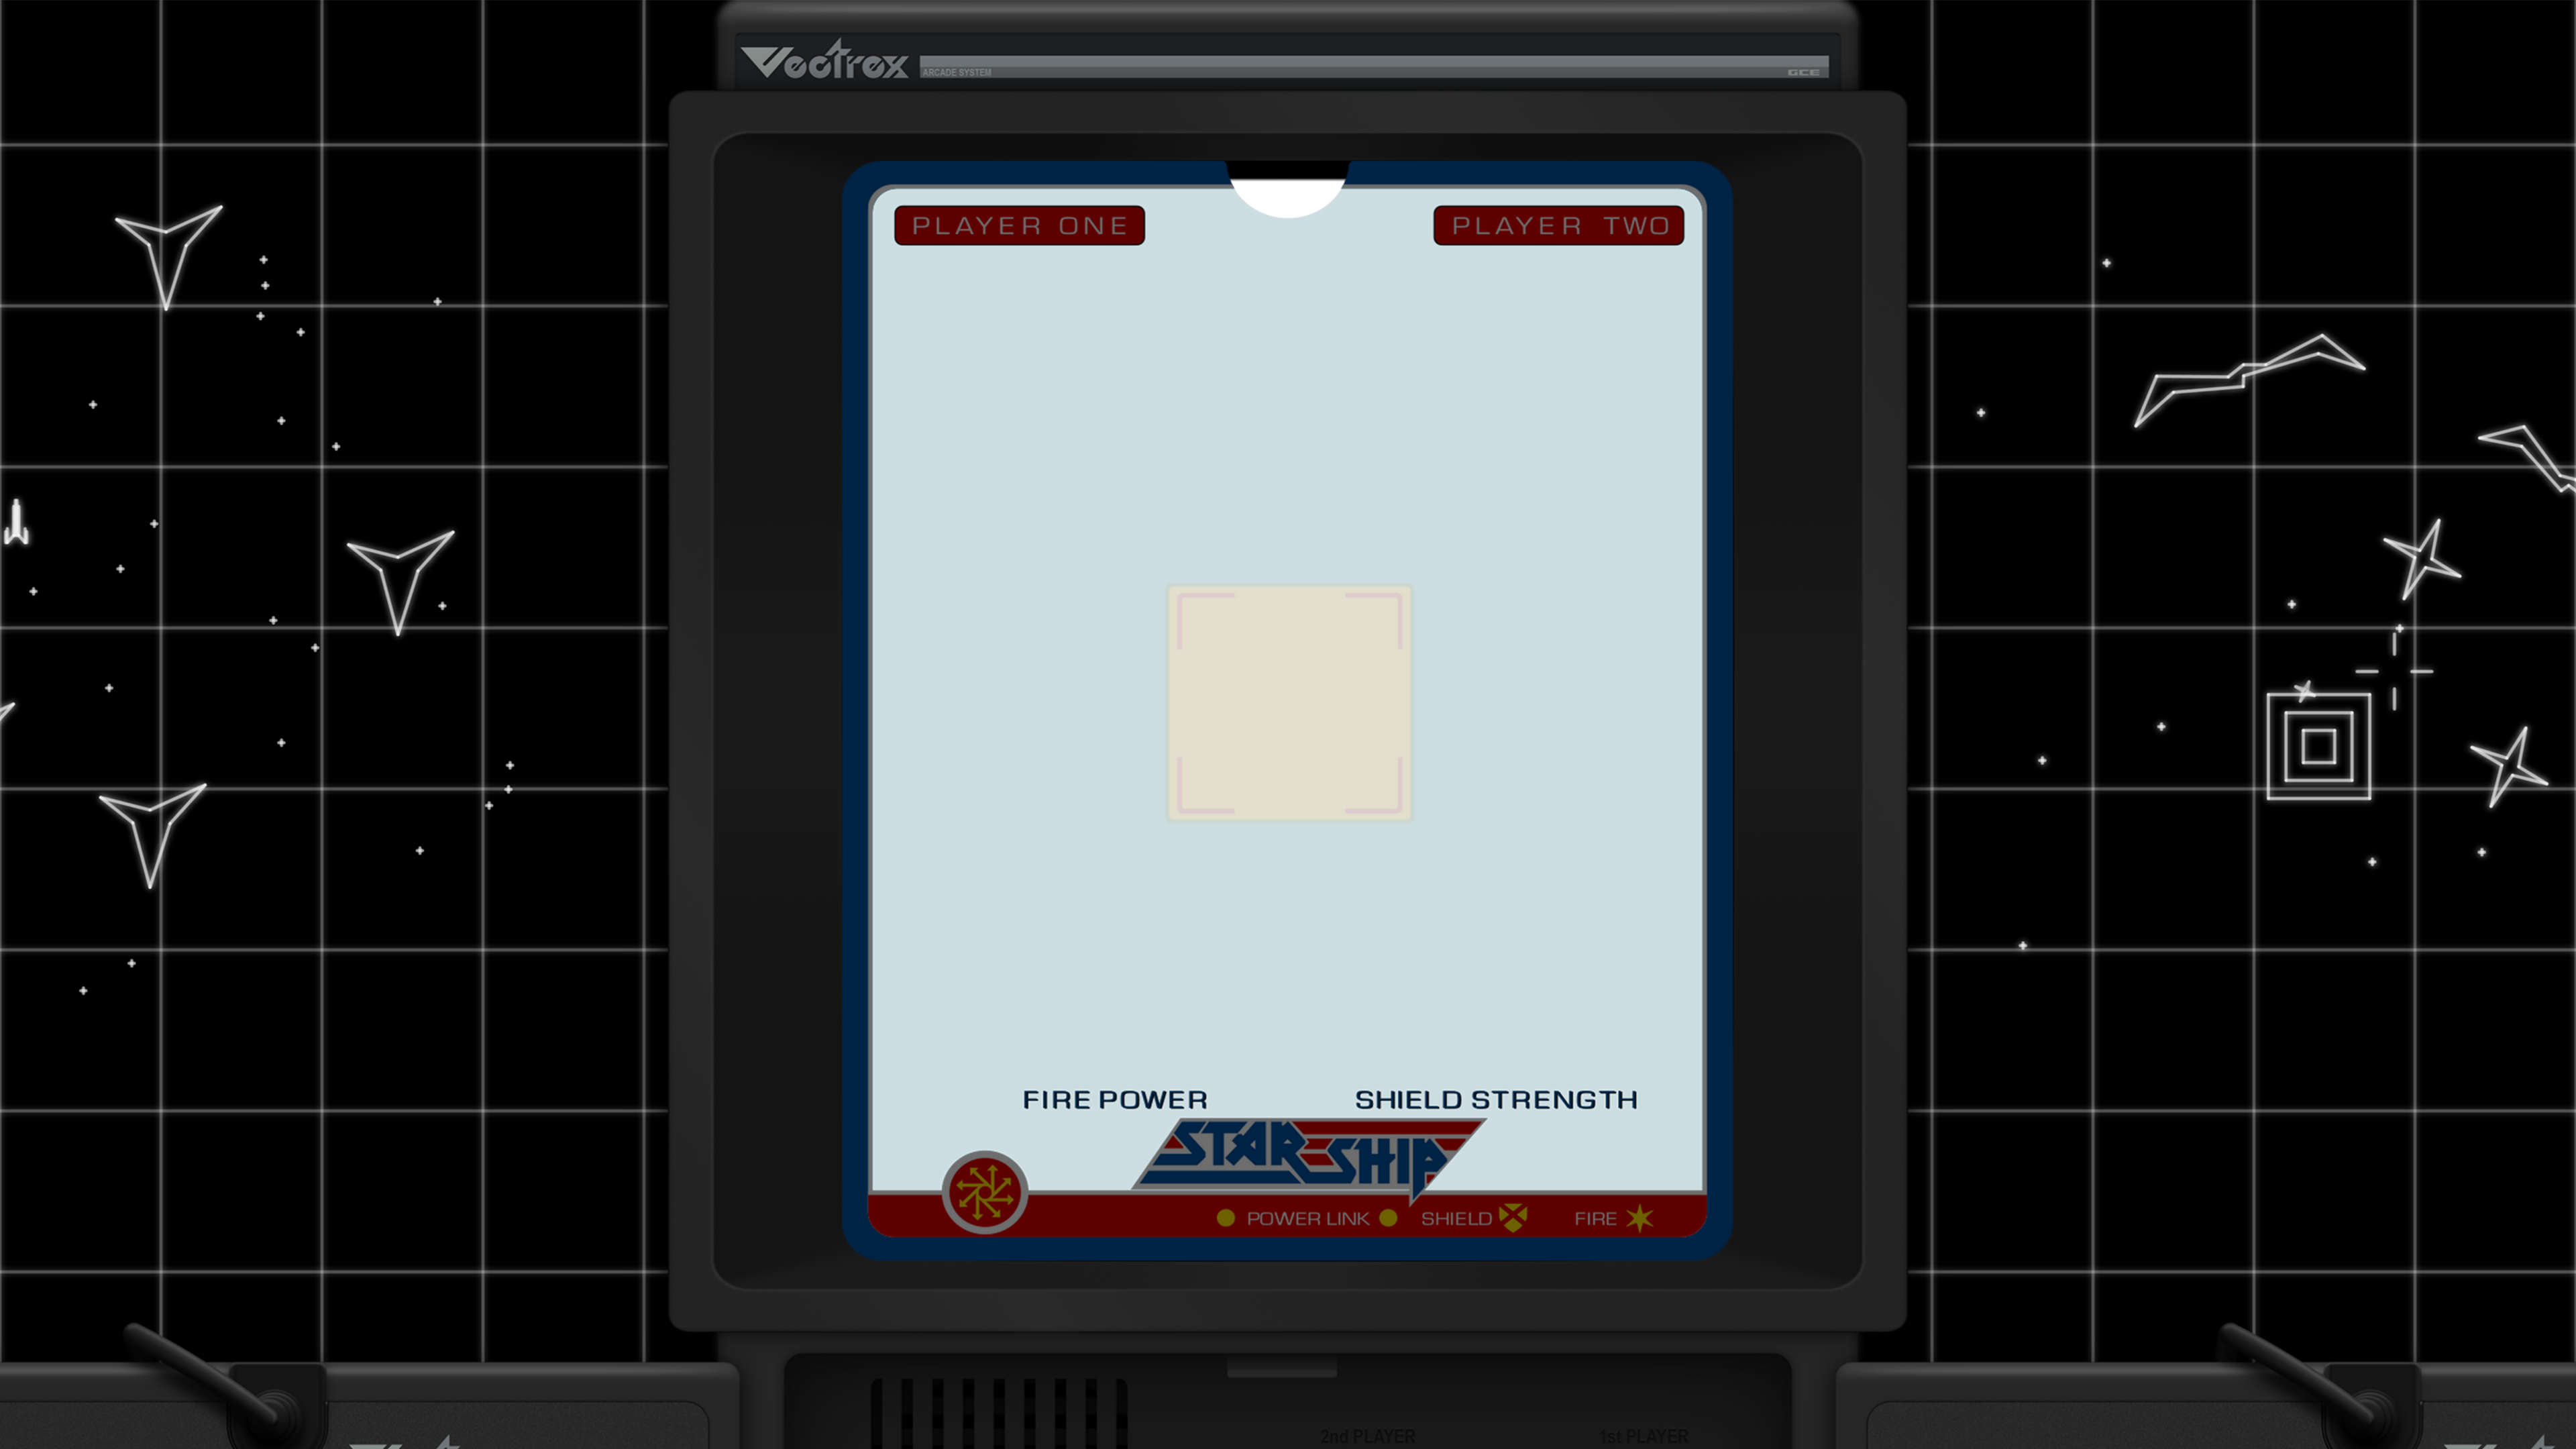 Vectrex
ARCADE SYSTEM
GCE
PLAYER ONE
PLAYER TWO
FIRE POWER
SHIELD STRENGTH
STAR SHIP
POWER LINK
SHIELD
FIRE
2nd PLAYER
1st PLAYER